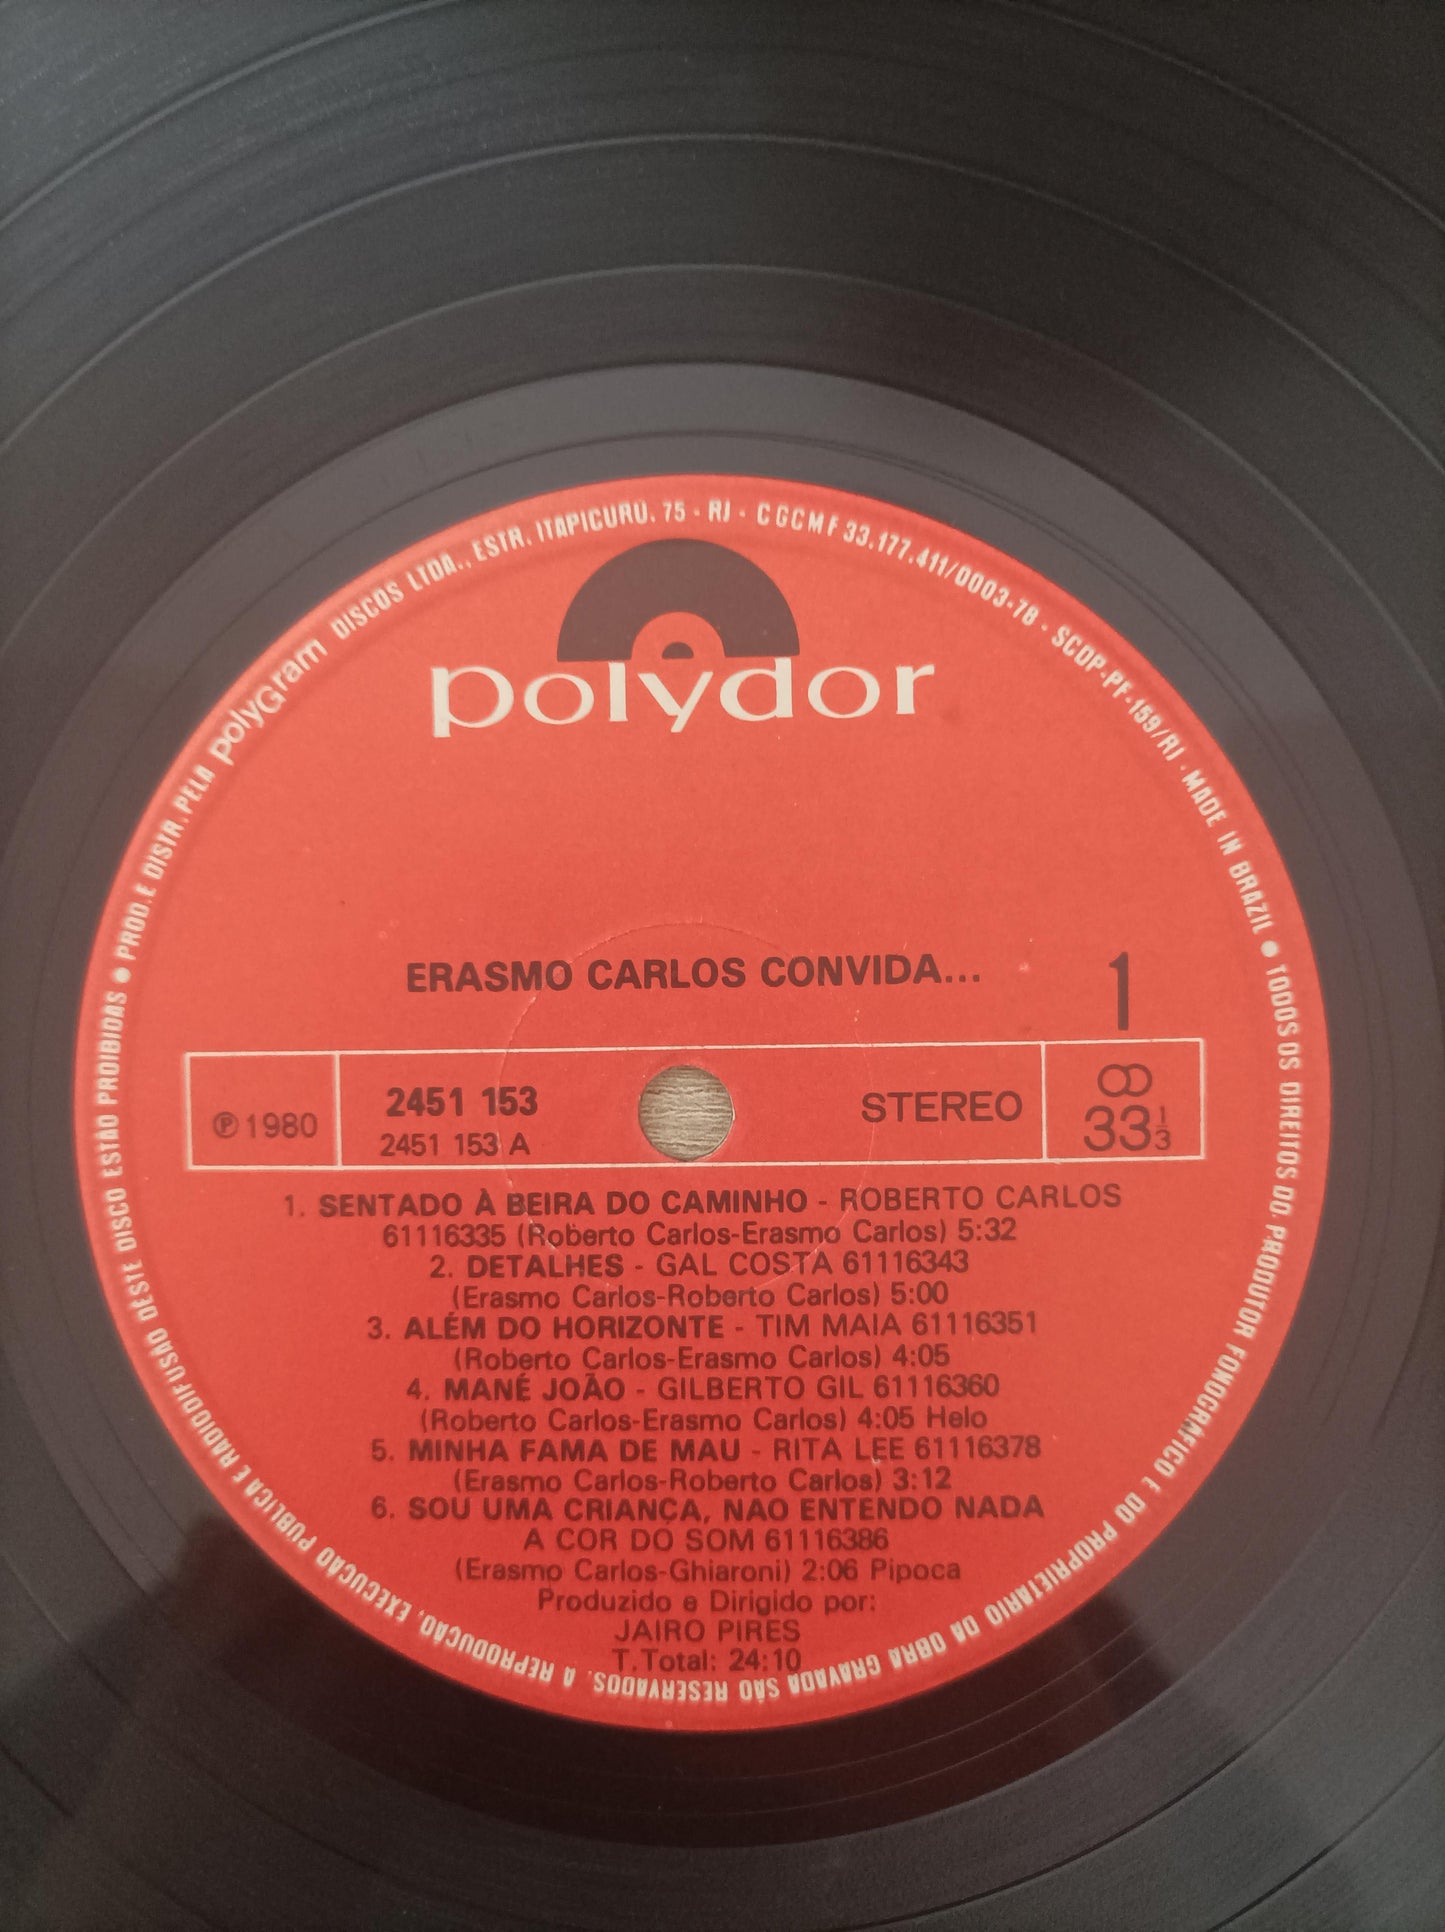 PROD. E DISTR. PELA PolyGram DISCOS LTDA., ESTR. ITAPICURÚ, 75 - RJ - CGCMF 33.177.411/0003-78 - SCDP-PF-159/RJ - MADE IN BRAZIL • TODOS OS DIREITOS DO PRODUTOR FONOGRÁFICO E DO PROPRIETÁRIO DA OBRA GRAVADA SÃO RESERVADOS. A REPRODUÇÃO, EXECUÇÃO PÚBLICA E RADIODIFUSÃO DESTE DISCO ESTÃO PROIBIDAS •
polydor
ERASMO CARLOS CONVIDA...
1
℗ 1980
2451 153
2451 153 A
STEREO
33 1/3
1. SENTADO À BEIRA DO CAMINHO - ROBERTO CARLOS
61116335 (Roberto Carlos-Erasmo Carlos) 5:32
2. DETALHES - GAL COSTA 61116343
(Erasmo Carlos-Roberto Carlos) 5:00
3. ALÉM DO HORIZONTE - TIM MAIA 61116351
(Roberto Carlos-Erasmo Carlos) 4:05
4. MANÉ JOÃO - GILBERTO GIL 61116360
(Roberto Carlos-Erasmo Carlos) 4:05 Helo
5. MINHA FAMA DE MAU - RITA LEE 61116378
(Erasmo Carlos-Roberto Carlos) 3:12
6. SOU UMA CRIANÇA, NAO ENTENDO NADA
A COR DO SOM 61116386
(Erasmo Carlos-Ghiaroni) 2:06 Pipoca
Produzido e Dirigido por:
JAIRO PIRES
T.Total: 24:10